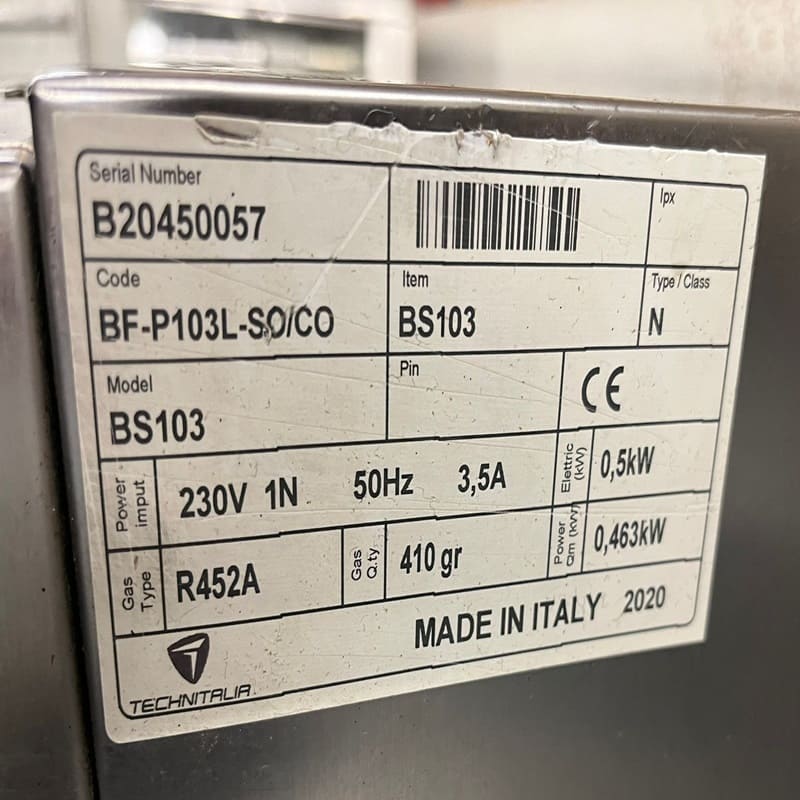 Serial Number
B20450057
Ipx
Code
BF-P103L-SO/CO
Item
BS103
Type / Class
N
Model
BS103
Pin
CE
Power imput
230V 1N 50Hz 3,5A
Elettric (kW)
0,5kW
Gas Type
R452A
Gas Q.ty
410 gr
Power Qm (kW)
0,463kW
MADE IN ITALY 2020
TECHNITALIA